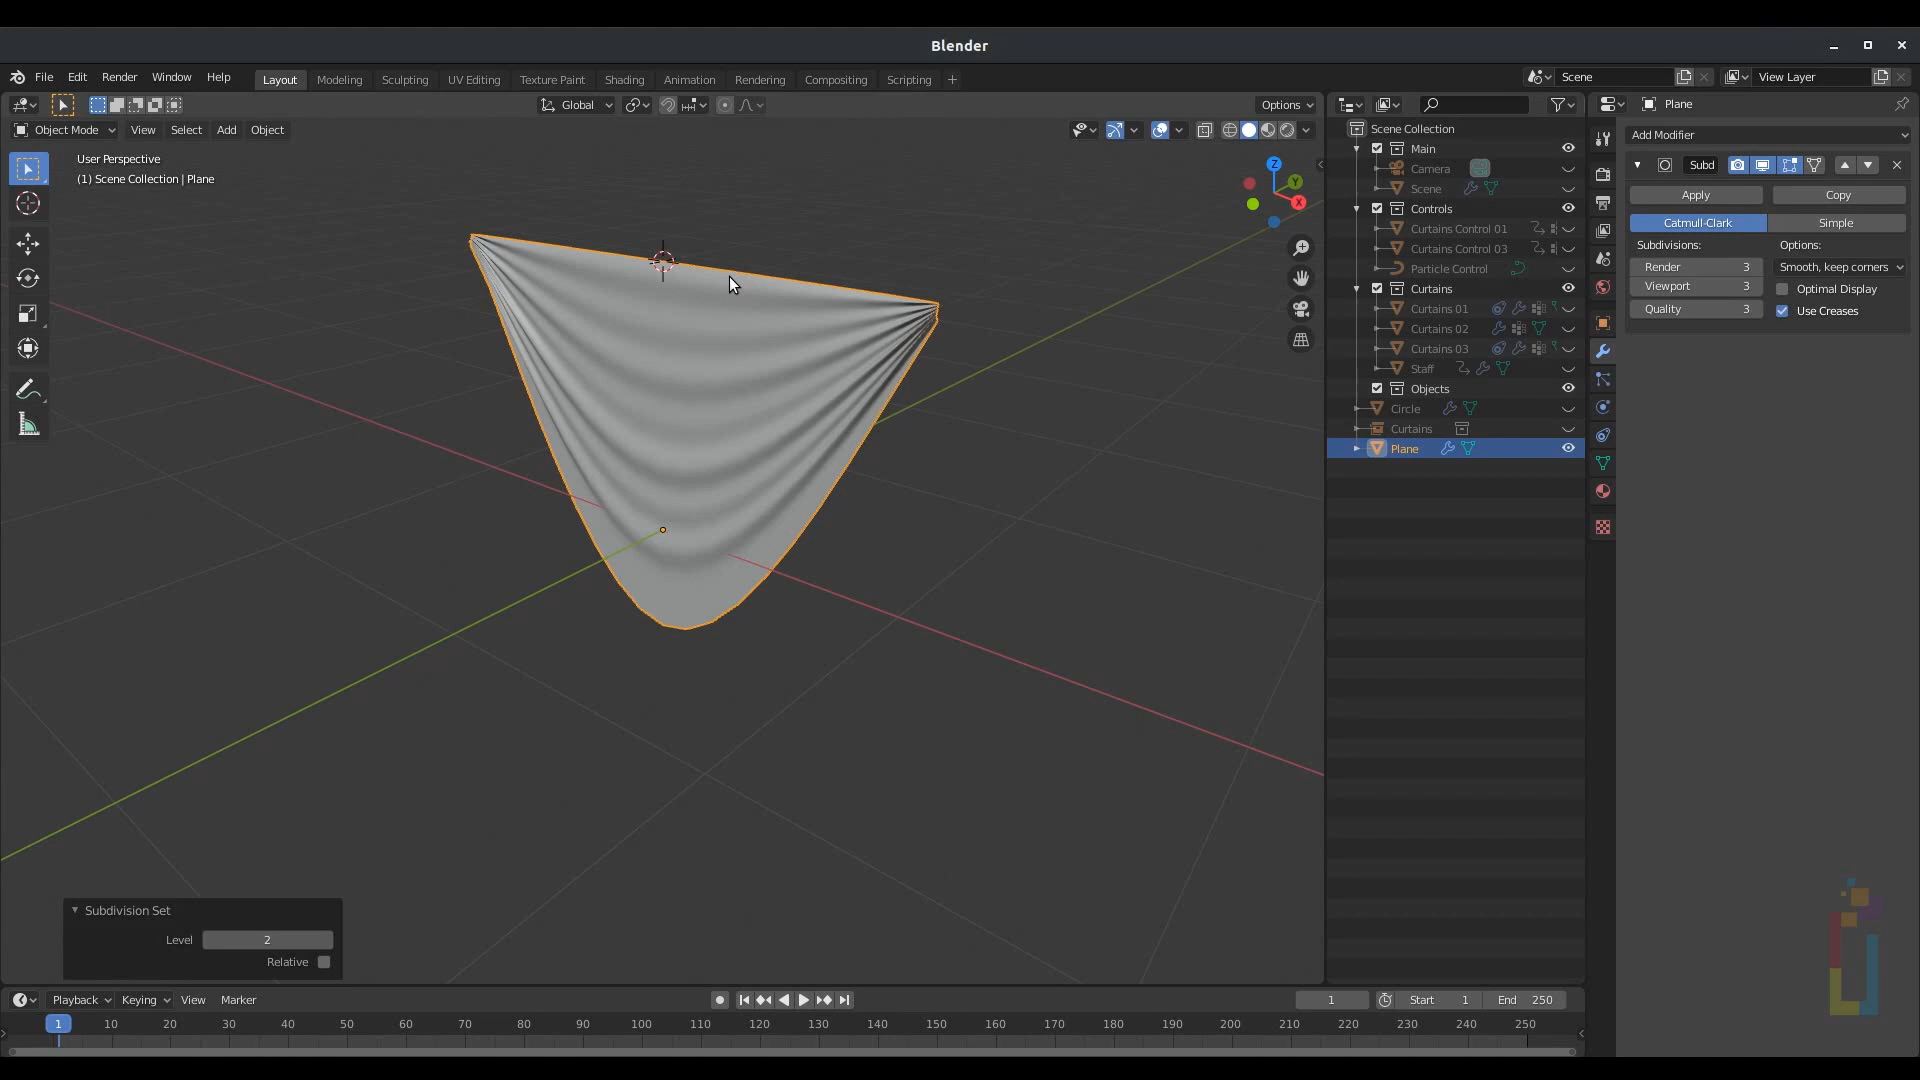 Blender
File Edit Render Window Help
Layout Modeling Sculpting UV Editing Texture Paint Shading Animation Rendering Compositing Scripting +
Scene
View Layer
Global
Options
Object Mode View Select Add Object
User Perspective
(1) Scene Collection | Plane
Z
Y
X
Subdivision Set
Level 2
Relative
Scene Collection
Main
Camera
Scene
Controls
Curtains Control 01
Curtains Control 03
Particle Control
Curtains
Curtains 01
Curtains 02
Curtains 03
Staff
Objects
Circle
Curtains
Plane
Plane
Add Modifier
Subd
Apply Copy
Catmull-Clark Simple
Subdivisions: Options:
Render 3 Smooth, keep corners
Viewport 3 Optimal Display
Quality 3 Use Creases
Playback Keying View Marker
1 Start 1 End 250
1 10 20 30 40 50 60 70 80 90 100 110 120 130 140 150 160 170 180 190 200 210 220 230 240 250